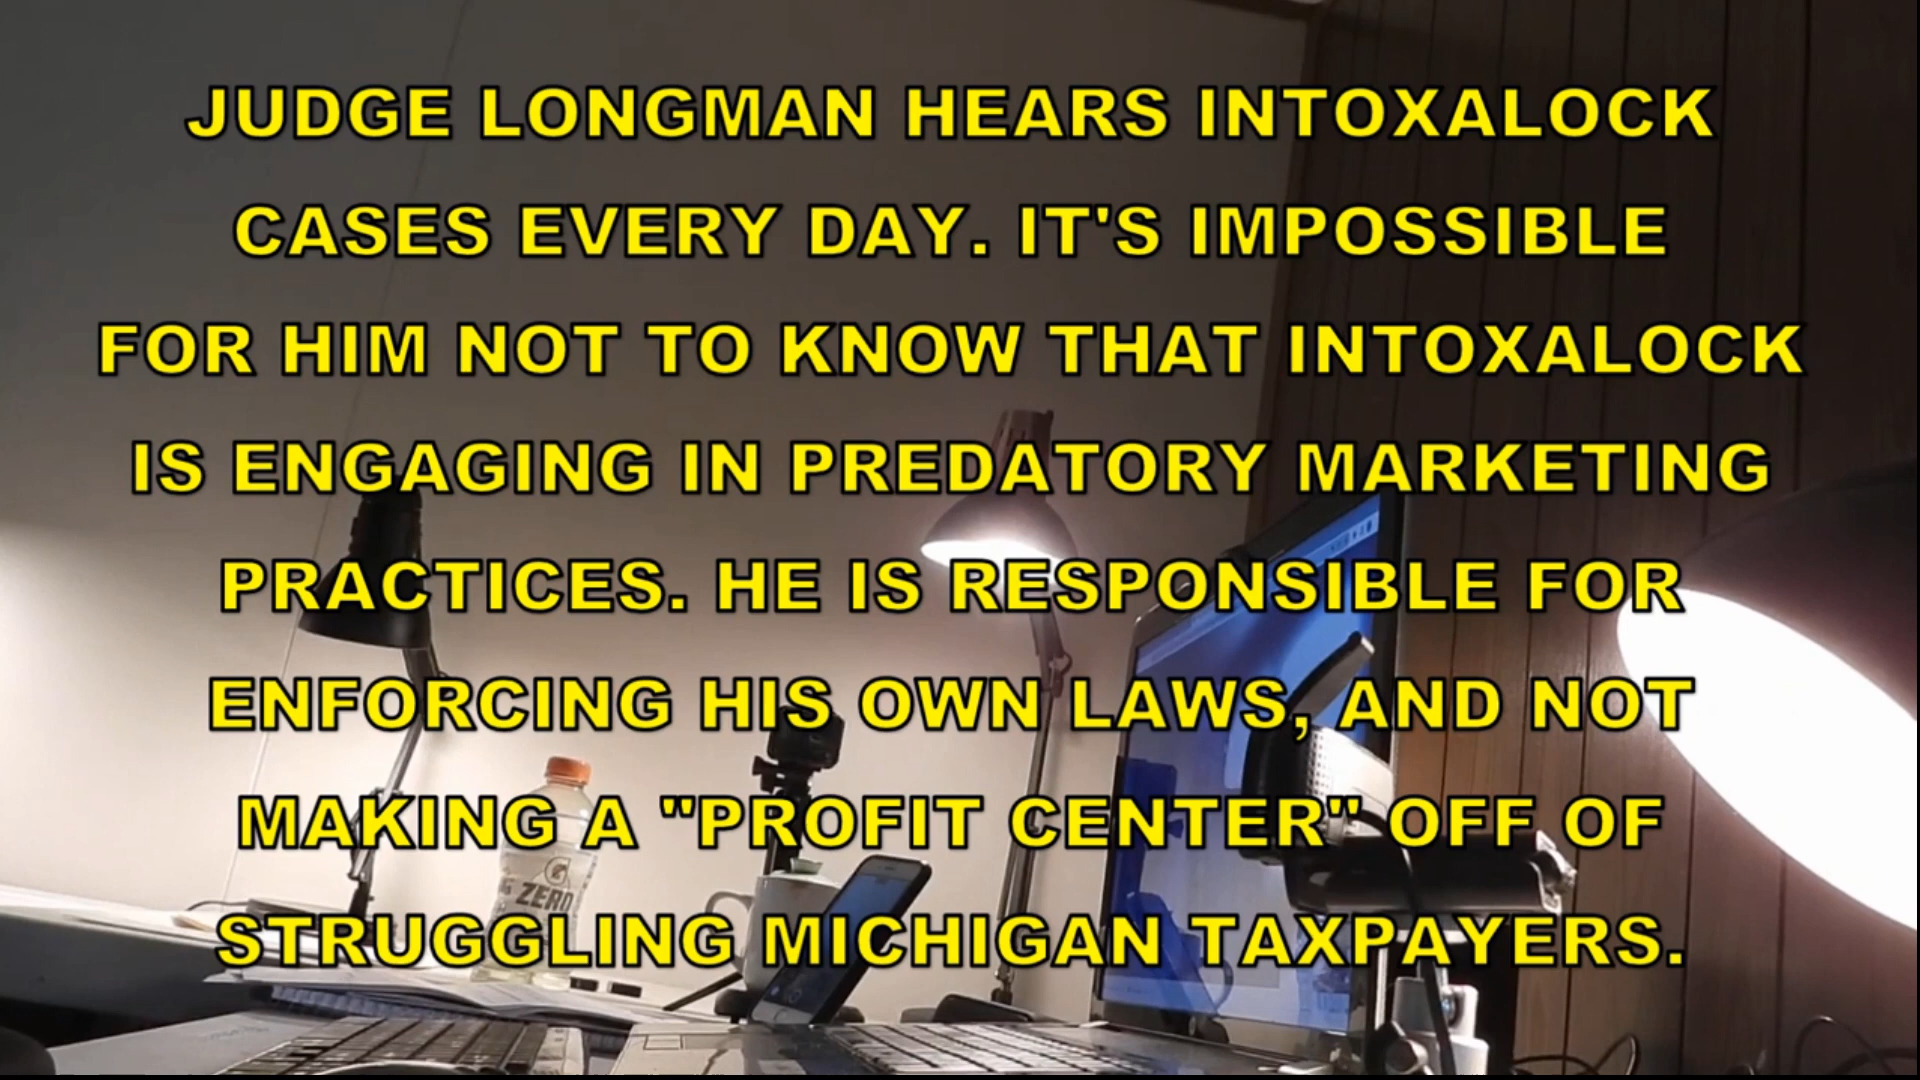 JUDGE LONGMAN HEARS INTOXALOCK
CASES EVERY DAY. IT'S IMPOSSIBLE
FOR HIM NOT TO KNOW THAT INTOXALOCK
IS ENGAGING IN PREDATORY MARKETING
PRACTICES. HE IS RESPONSIBLE FOR
ENFORCING HIS OWN LAWS, AND NOT
MAKING A "PROFIT CENTER" OFF OF
STRUGGLING MICHIGAN TAXPAYERS.
G
ZERO